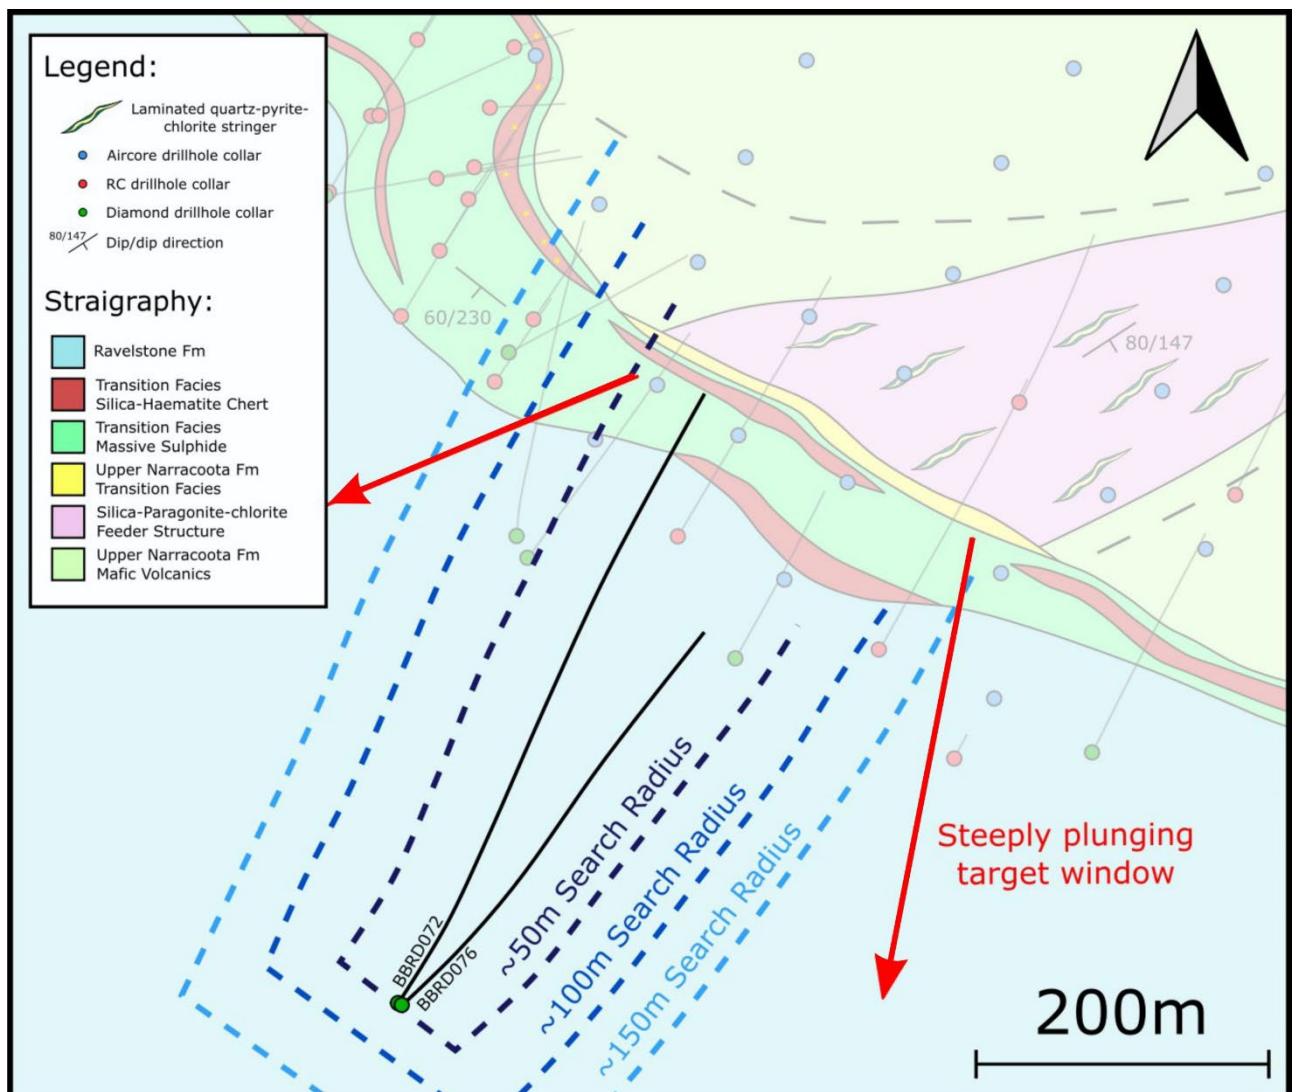 Legend:
Laminated quartz-pyrite-
chlorite stringer
Aircore drillhole collar
RC drillhole collar
Diamond drillhole collar
80/147
Dip/dip direction
Straigraphy:
Ravelstone Fm
Transition Facies
Silica-Haematite Chert
Transition Facies
Massive Sulphide
Upper Narracoota Fm
Transition Facies
Silica-Paragonite-chlorite
Feeder Structure
Upper Narracoota Fm
Mafic Volcanics
60/230
80/147
Steeply plunging
target window
~50m Search Radius
~100m Search Radius
~150m Search Radius
BBRD072
BBRD076
200m